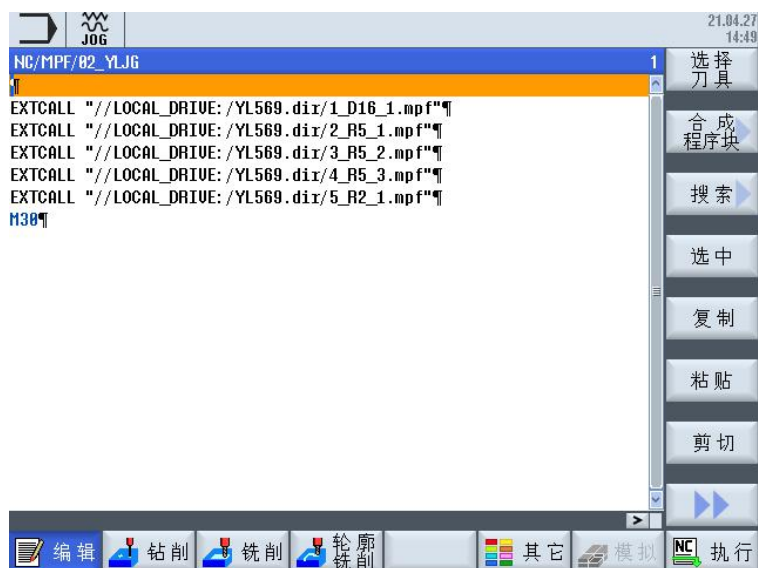 JOG
21.04.27
14:49
NC/MPF/02_YLJG
1
¶
EXTCALL "//LOCAL_DRIVE:/YL569.dir/1_D16_1.mpf"¶
EXTCALL "//LOCAL_DRIVE:/YL569.dir/2_R5_1.mpf"¶
EXTCALL "//LOCAL_DRIVE:/YL569.dir/3_R5_2.mpf"¶
EXTCALL "//LOCAL_DRIVE:/YL569.dir/4_R5_3.mpf"¶
EXTCALL "//LOCAL_DRIVE:/YL569.dir/5_R2_1.mpf"¶
M30¶
选择
刀具
合成
程序块
搜索
选中
复制
粘贴
剪切
编辑
钻削
铣削
轮廓
铣削
其它
模拟
NC
执行